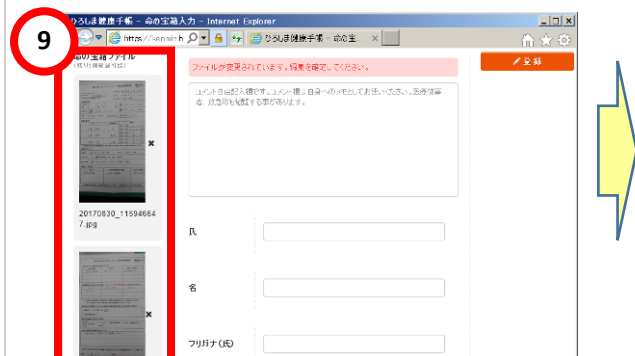 9
ひろしま健康手帳 - 命の宝箱入力 - Internet Explorer
https://kenmin.h
ひろしま健康手帳 - 命の宝...
命の宝箱ファイル
ファイルが変更されています。編集を確定してください。
登録
コメント自由記入欄です。コメント欄は自身へのメモとしてお使いください。医療従事
者、救急隊も閲覧する事があります。
20170830_11594664
7.jpg
氏
名
フリガナ(氏)